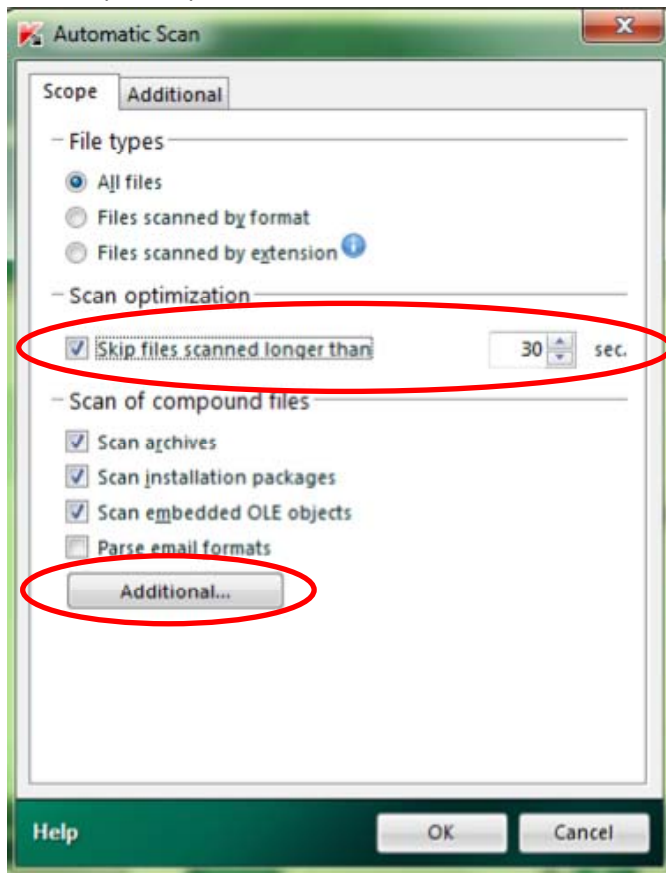 Automatic Scan
Scope Additional
File types
All files
Files scanned by format
Files scanned by extension
Scan optimization
Skip files scanned longer than 30 sec.
Scan of compound files
Scan archives
Scan installation packages
Scan embedded OLE objects
Parse email formats
Additional...
Help OK Cancel